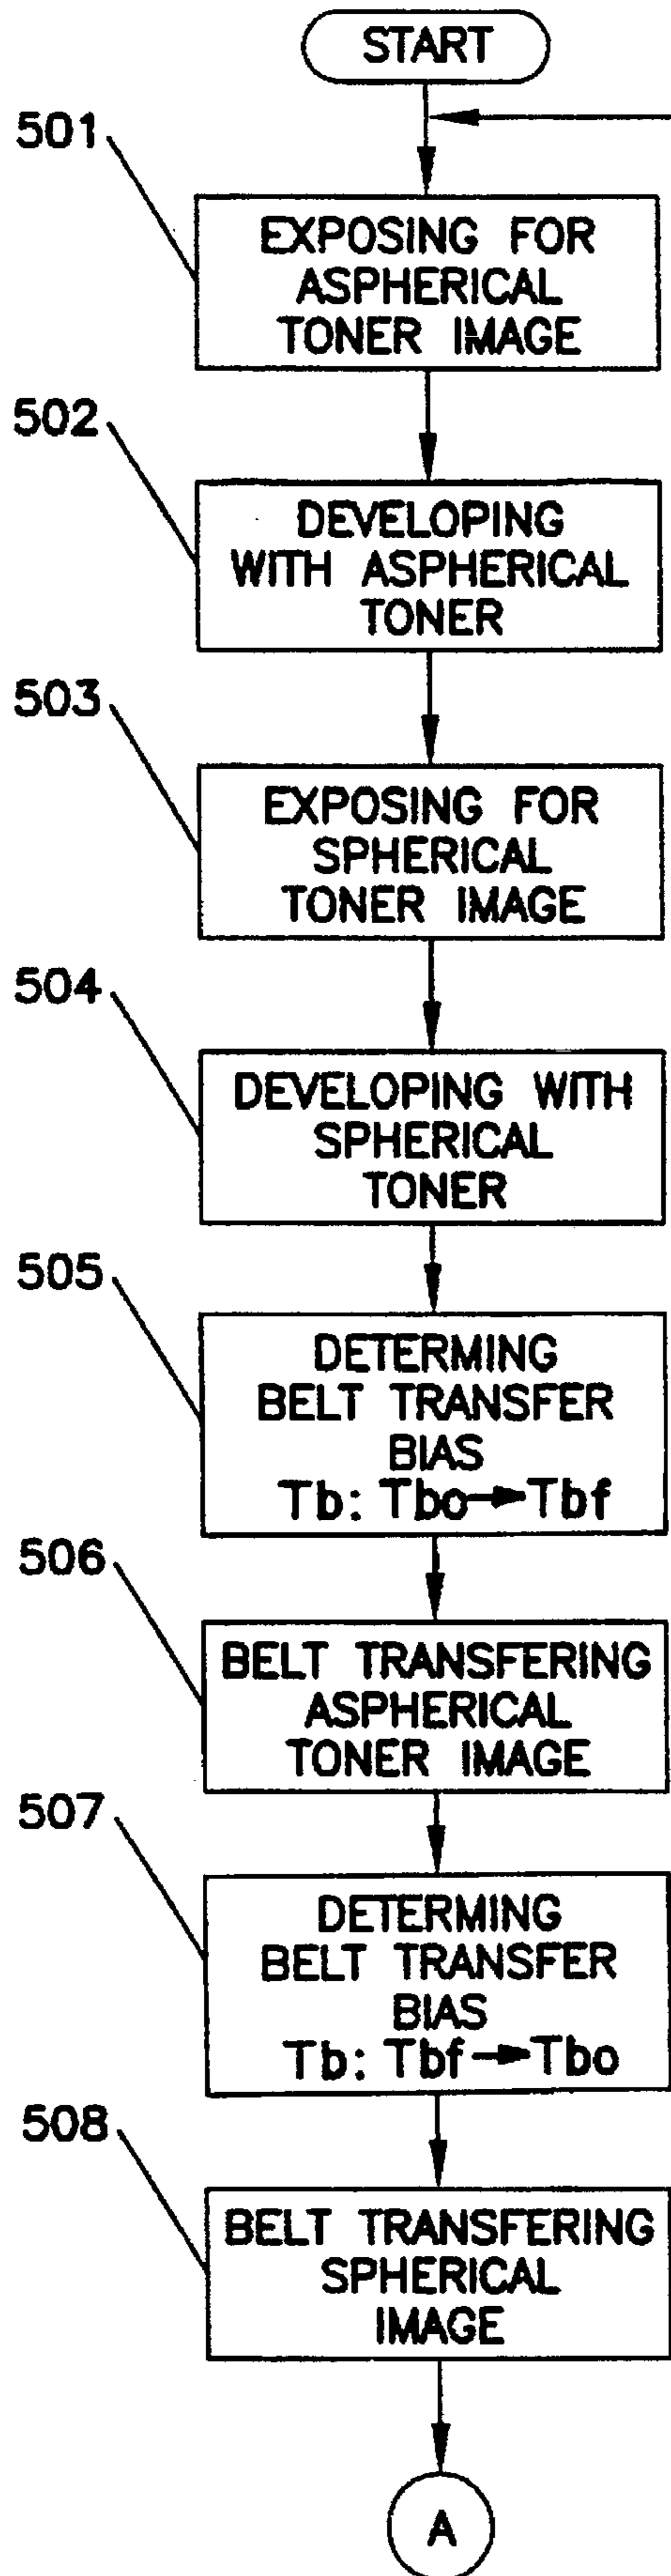 START
501
EXPOSING FOR
ASPHERICAL
TONER IMAGE
502
DEVELOPING
WITH ASPHERICAL
TONER
503
EXPOSING FOR
SPHERICAL
TONER IMAGE
504
DEVELOPING WITH
SPHERICAL
TONER
505
DETERMING
BELT TRANSFER
BIAS
Tb: Tbo→Tbf
506
BELT TRANSFERING
ASPHERICAL
TONER IMAGE
507
DETERMING
BELT TRANSFER
BIAS
Tb: Tbf→Tbo
508
BELT TRANSFERING
SPHERICAL
IMAGE
A